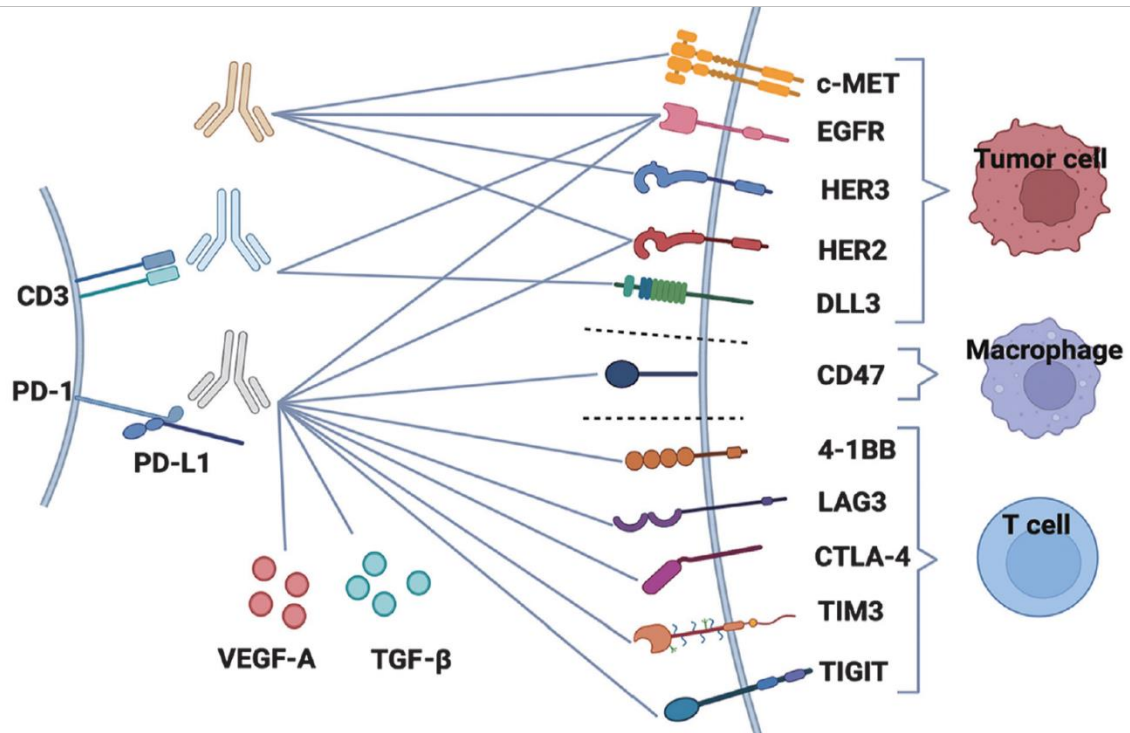 CD3
PD-1
PD-L1
VEGF-A
TGF-β
c-MET
EGFR
HER3
HER2
DLL3
CD47
4-1BB
LAG3
CTLA-4
TIM3
TIGIT
Tumor cell
Macrophage
T cell